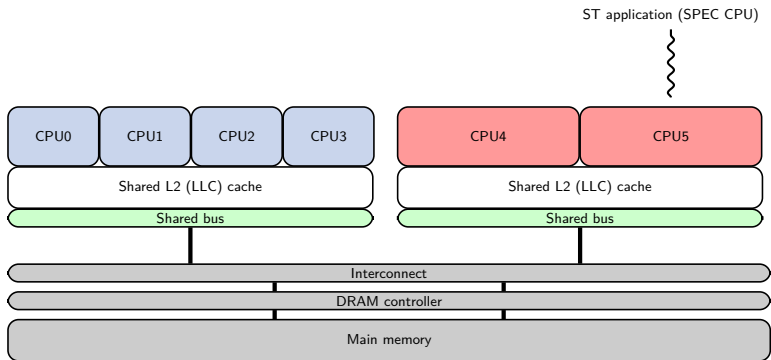 ST application (SPEC CPU)
CPU0 CPU1 CPU2 CPU3 CPU4 CPU5
Shared L2 (LLC) cache Shared L2 (LLC) cache
Shared bus Shared bus
Interconnect
DRAM controller
Main memory